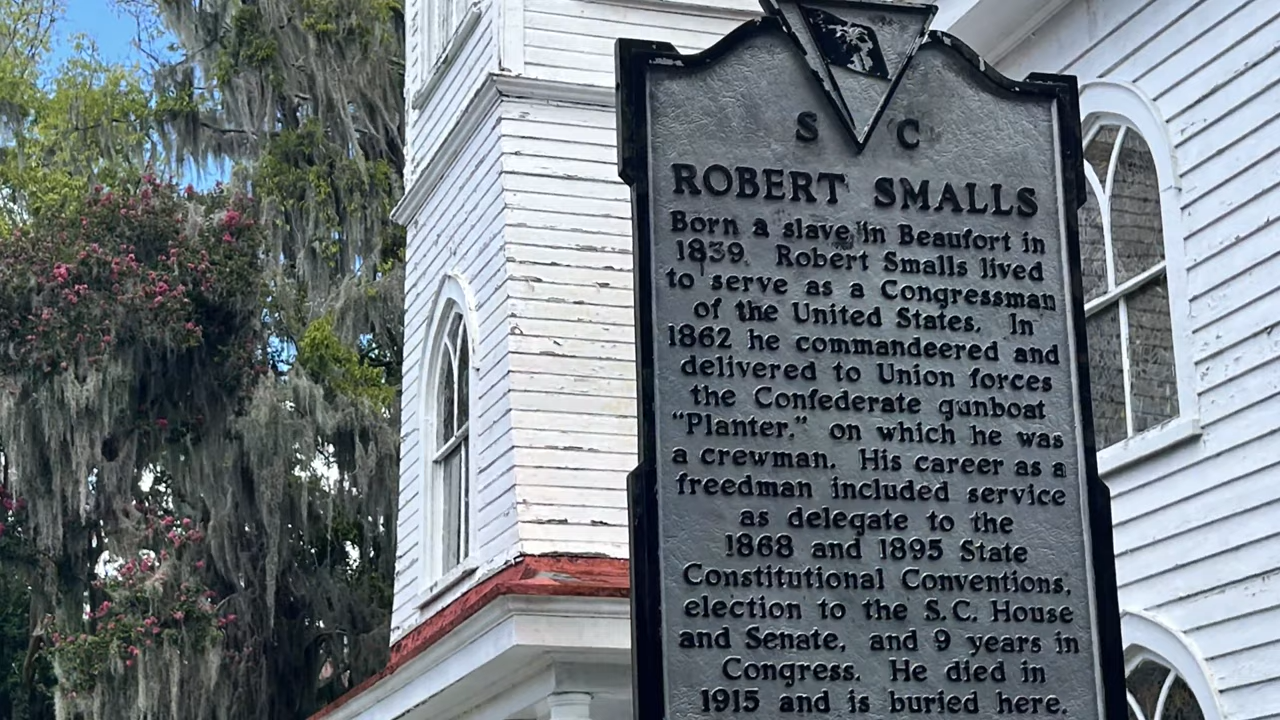 S C
ROBERT SMALLS
Born a slave in Beaufort in
1839. Robert Smalls lived
to serve as a Congressman
of the United States. In
1862 he commandeered and
delivered to Union forces
the Confederate gunboat
“Planter,” on which he was
a crewman. His career as a
freedman included service
as delegate to the
1868 and 1895 State
Constitutional Conventions,
election to the S.C. House
and Senate, and 9 years in
Congress. He died in
1915 and is buried here.